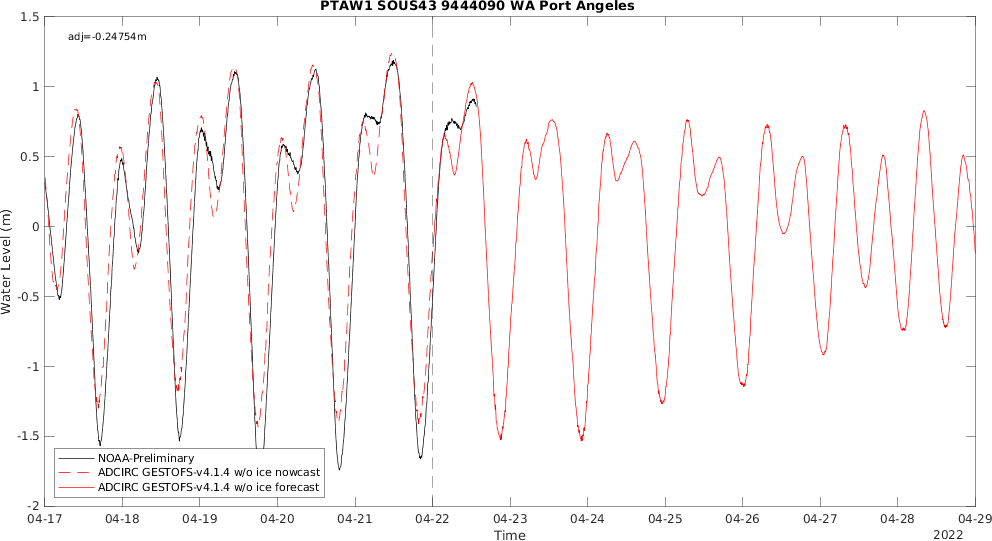 PTAW1 SOUS43 9444090 WA Port Angeles
adj=-0.24754m
1.5
1
0.5
0
-0.5
-1
-1.5
-2
Water Level (m)
NOAA-Preliminary
ADCIRC GESTOFS-v4.1.4 w/o ice nowcast
ADCIRC GESTOFS-v4.1.4 w/o ice forecast
04-17 04-18 04-19 04-20 04-21 04-22 04-23 04-24 04-25 04-26 04-27 04-28 04-29
Time
2022